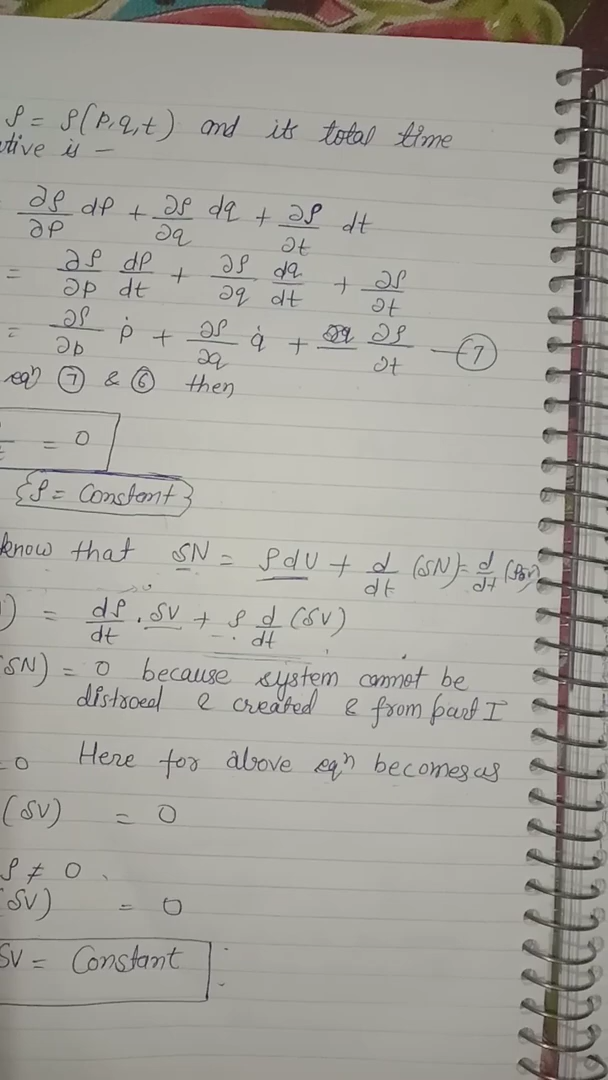 ρ = ρ(p,q,t) and its total time
ative is -
∂ρ/∂p dp + ∂ρ/∂q dq + ∂ρ/∂t dt
= ∂ρ/∂p dp/dt + ∂ρ/∂q dq/dt + ∂ρ/∂t
= ∂ρ/∂p ṗ + ∂ρ/∂q q̇ + ∂ρ/∂t - ⑦
eqⁿ ⑦ & ⑥ then
= 0
{ρ = Constant}
know that δN = ρdV + d/dt (δN) = d/dt (ρδV)
) = dρ/dt . δV + ρ d/dt (δV)
δN) = 0 because system cannot be
distroed & created & from part I
=0 Here for above eqⁿ becomes as
(δV) = 0
ρ ≠ 0.
(δV) = 0
δV = Constant